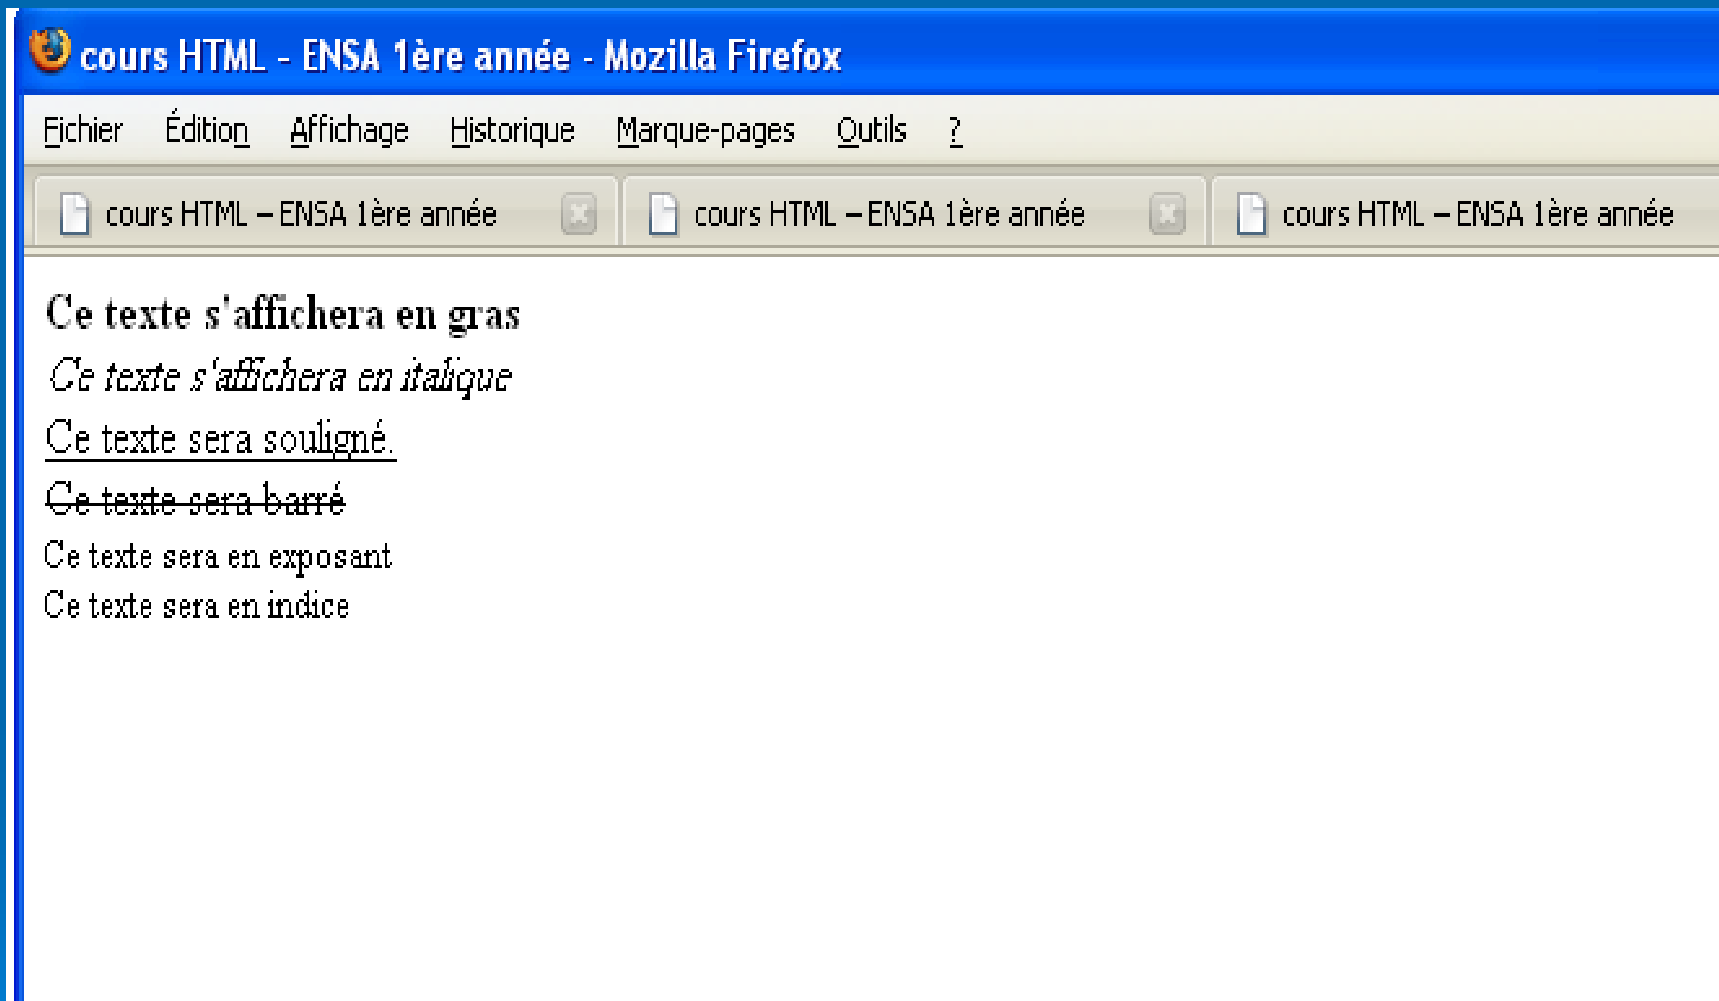 cours HTML - ENSA 1ère année - Mozilla Firefox
Fichier Édition Affichage Historique Marque-pages Outils ?
cours HTML – ENSA 1ère année cours HTML – ENSA 1ère année cours HTML – ENSA 1ère année
Ce texte s'affichera en gras
Ce texte s'affichera en italique
Ce texte sera souligné.
Ce texte sera barré
Ce texte sera en exposant
Ce texte sera en indice